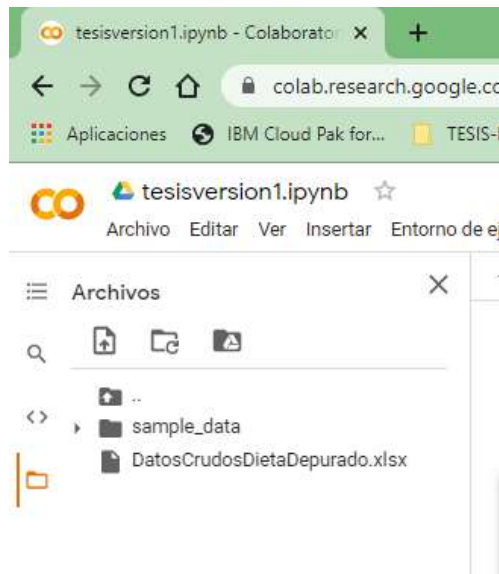 tesisversion1.ipynb - Colaborator
colab.research.google.co
Aplicaciones IBM Cloud Pak for... TESIS-
CO tesisversion1.ipynb
Archivo Editar Ver Insertar Entorno de ej
Archivos
..
sample_data
DatosCrudosDietaDepurado.xlsx